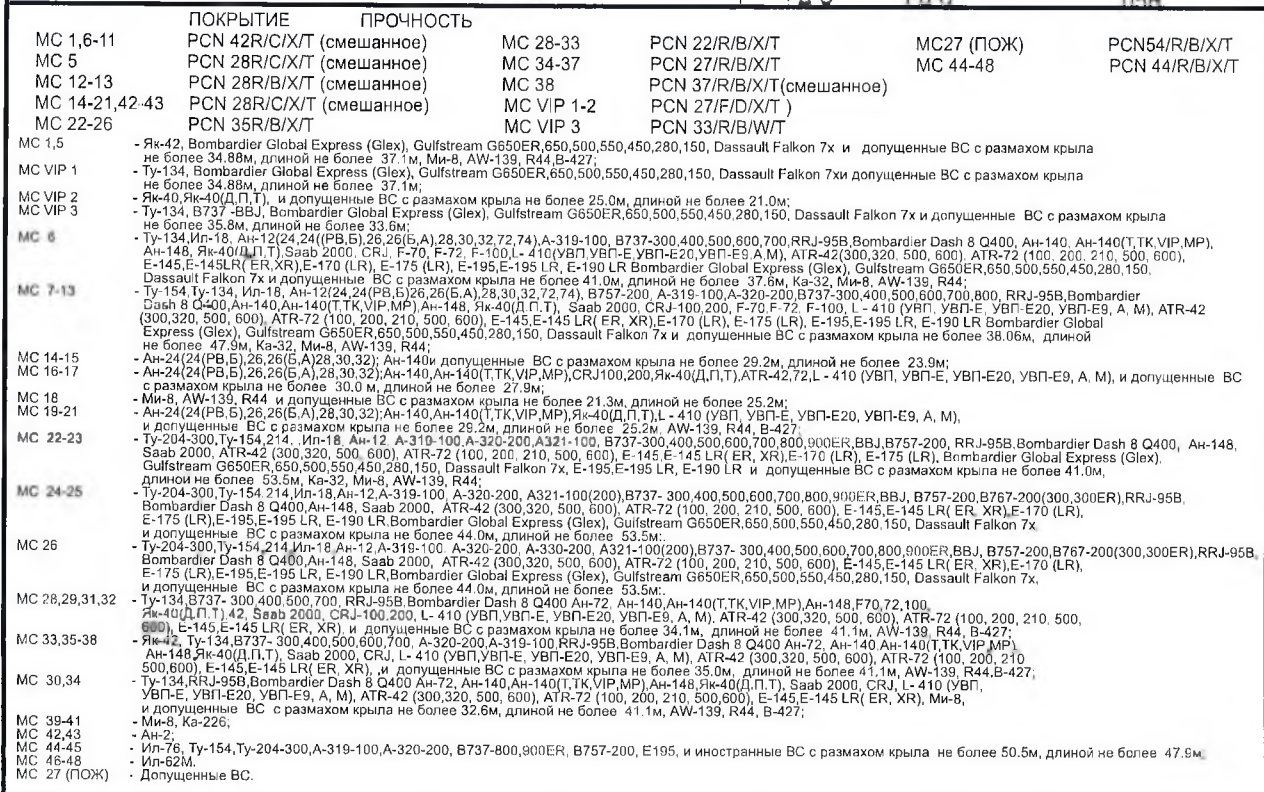 ПОКРЫТИЕ ПРОЧНОСТЬ
МС 1,6-11 PCN 42R/C/X/T (смешанное) МС 28-33 PCN 22/R/B/X/T МС27 (ПОЖ) PCN54/R/B/X/T
МС 5 PCN 28R/C/X/T (смешанное) МС 34-37 PCN 27/R/B/X/T МС 44-48 PCN 44/R/B/X/T
МС 12-13 PCN 28R/B/X/T (смешанное) МС 38 PCN 37/R/B/X/T(смешанное)
МС 14-21,42-43 PCN 28R/C/X/T (смешанное) МС VIP 1-2 PCN 27/F/D/X/T )
МС 22-26 PCN 35R/B/X/T МС VIP 3 PCN 33/R/B/W/T
МС 1,5 - Як-42, Bombardier Global Express (Glex), Gulfstream G650ER,650,500,550,450,280,150, Dassault Falkon 7x и допущенные ВС с размахом крыла
не более 34.88м, длиной не более 37.1м, Ми-8, AW-139, R44,B-427;
МС VIP 1 - Ту-134, Bombardier Global Express (Glex), Gulfstream G650ER,650,500,550,450,280,150, Dassault Falkon 7xи допущенные ВС с размахом крыла
не более 34.88м, длиной не более 37.1м;
МС VIP 2 - Як-40,Як-40(Д,П,Т), и допущенные ВС с размахом крыла не более 25.0м, длиной не более 21.0м;
МС VIP 3 - Ту-134, B737 -BBJ, Bombardier Global Express (Glex), Gulfstream G650ER,650,500,550,450,280,150, Dassault Falkon 7x и допущенные ВС с размахом крыла
не более 35.8м, длиной не более 33.6м;
МС 6 - Ту-134,Ил-18, Ан-12(24,24((РВ,Б)26,26(Б,А),28,30,32,72,74),А-319-100, B737-300,400,500,600,700,RRJ-95B,Bombardier Dash 8 Q400, Ан-140, Ан-140(Т,ТК,VIP,MP),
Ан-148, Як-40(Д.П.Т), Saab 2000, CRJ, F-70, F-72, F-100,L- 410(УВП,УВП-Е,УВП-Е20,УВП-Е9,А,М), ATR-42(300,320, 500, 600), ATR-72 (100, 200, 210, 500, 600),
E-145,E-145LR( ER,XR),E-170 (LR), E-175 (LR), E-195,E-195 LR, E-190 LR Bombardier Global Express (Glex), Gulfstream G650ER,650,500,550,450,280,150,
Dassault Falkon 7x и допущенные ВС с размахом крыла не более 41.0м, длиной не более 37.6м, Ка-32, Ми-8, AW-139, R44;
МС 7-13 - Ту-154,Ту-134, Ил-18, Ан-12(24,24(РВ,Б)26,26(Б,А),28,30,32,72,74), B757-200, А-319-100,А-320-200,B737-300,400,500,600,700,800, RRJ-95B,Bombardier
Dash 8 Q400,Ан-140,Ан-140(Т,ТК,VIP,MP),Ан-148, Як-40(Д.П.Т), Saab 2000, CRJ-100,200, F-70,F-72, F-100, L - 410 (УВП, УВП-Е, УВП-Е20, УВП-Е9, А, М), ATR-42
(300,320, 500, 600), ATR-72 (100, 200, 210, 500, 600), E-145,E-145 LR( ER, XR),E-170 (LR), E-175 (LR), E-195,E-195 LR, E-190 LR Bombardier Global
Express (Glex), Gulfstream G650ER,650,500,550,450,280,150, Dassault Falkon 7x и допущенные ВС с размахом крыла не более 38.06м, длиной
не более 47.9м, Ка-32, Ми-8, AW-139, R44;
МС 14-15 - Ан-24(24(РВ,Б),26,26(Б,А)28,30,32); Ан-140и допущенные ВС с размахом крыла не более 29.2м, длиной не более 23.9м;
МС 16-17 - Ан-24(24(РВ,Б),26,26(Б,А),28,30,32);Ан-140,Ан-140(Т,ТК,VIP,MP),CRJ100,200,Як-40(Д,П,Т),ATR-42,72,L - 410 (УВП, УВП-Е, УВП-Е20, УВП-Е9, А, М), и допущенные ВС
с размахом крыла не более 30.0 м, длиной не более 27.9м;
МС 18 - Ми-8, AW-139, R44 и допущенные ВС с размахом крыла не более 21.3м, длиной не более 25.2м;
МС 19-21 - Ан-24(24(РВ,Б),26,26(Б,А),28,30,32);Ан-140,Ан-140(Т,ТК,VIP,MP),Як-40(Д,П,Т),L - 410 (УВП, УВП-Е, УВП-Е20, УВП-Е9, А, М),
и допущенные ВС с размахом крыла не более 29.2м, длиной не более 25.2м, AW-139, R44, B-427;
МС 22-23 - Ту-204-300,Ту-154,214, ,Ил-18, Ан-12, А-319-100,А-320-200,А321-100, B737-300,400,500,600,700,800,900ER,BBJ,B757-200, RRJ-95B,Bombardier Dash 8 Q400, Ан-148,
Saab 2000, ATR-42 (300,320, 500, 600), ATR-72 (100, 200, 210, 500, 600), E-145,E-145 LR( ER, XR),E-170 (LR), E-175 (LR), Bombardier Global Express (Glex),
Gulfstream G650ER,650,500,550,450,280,150, Dassault Falkon 7x, E-195,E-195 LR, E-190 LR и допущенные ВС с размахом крыла не более 41.0м,
длиной не более 53.5м, Ка-32, Ми-8, AW-139, R44;
МС 24-25 - Ту-204-300,Ту-154,214,Ил-18,Ан-12,А-319-100, А-320-200, А321-100(200),B737- 300,400,500,600,700,800,900ER,BBJ, B757-200,B767-200(300,300ER),RRJ-95B,
Bombardier Dash 8 Q400,Ан-148, Saab 2000, ATR-42 (300,320, 500, 600), ATR-72 (100, 200, 210, 500, 600), E-145,E-145 LR( ER, XR),E-170 (LR),
E-175 (LR),E-195,E-195 LR, E-190 LR,Bombardier Global Express (Glex), Gulfstream G650ER,650,500,550,450,280,150, Dassault Falkon 7x
и допущенные ВС с размахом крыла не более 44.0м, длиной не более 53.5м:.
МС 26 - Ту-204-300,Ту-154,214,Ил-18,Ан-12,А-319-100. А-320-200, А-330-200, А321-100(200),B737- 300,400,500,600,700,800,900ER,BBJ, B757-200,B767-200(300,300ER),RRJ-95B,
Bombardier Dash 8 Q400,Ан-148, Saab 2000, ATR-42 (300,320, 500, 600), ATR-72 (100, 200, 210, 500, 600), E-145,E-145 LR( ER, XR),E-170 (LR),
E-175 (LR),E-195,E-195 LR, E-190 LR,Bombardier Global Express (Glex), Gulfstream G650ER,650,500,550,450,280,150, Dassault Falkon 7x,
и допущенные ВС с размахом крыла не более 44.0м, длиной не более 53.5м:.
МС 28,29,31,32 - Ту-134,B737- 300,400,500,700, RRJ-95B,Bombardier Dash 8 Q400 Ан-72, Ан-140,Ан-140(Т,ТК,VIP,MP),Ан-148,F70,72,100,
Як-40(Д.П.Т),42, Saab 2000, CRJ-100,200, L- 410 (УВП,УВП-Е, УВП-Е20, УВП-Е9, А, М), ATR-42 (300,320, 500, 600), ATR-72 (100, 200, 210, 500,
600), E-145,E-145 LR( ER, XR), и допущенные ВС с размахом крыла не более 34.1м, длиной не более 41.1м, AW-139, R44, B-427;
МС 33,35-38 - Як-42, Ту-134,B737- 300,400,500,600,700, А-320-200,А-319-100,RRJ-95B,Bombardier Dash 8 Q400 Ан-72, Ан-140,Ан-140(Т,ТК,VIP,MP)
Ан-148,Як-40(Д,П,Т), Saab 2000, CRJ, L- 410 (УВП,УВП-Е, УВП-Е20, УВП-Е9, А, М), ATR-42 (300,320, 500, 600), ATR-72 (100, 200, 210
500,600), E-145,E-145 LR( ER, XR), ,и допущенные ВС с размахом крыла не более 35.0м, длиной не более 41.1м, AW-139, R44,B-427;
МС 30,34 - Ту-134,RRJ-95B,Bombardier Dash 8 Q400 Ан-72, Ан-140,Ан-140(Т,ТК,VIP,MP),Ан-148,Як-40(Д.П.Т), Saab 2000, CRJ, L - 410 (УВП,
УВП-Е, УВП-Е20, УВП-Е9, А, М), ATR-42 (300,320, 500, 600), ATR-72 (100, 200, 210, 500,600), E-145,E-145 LR( ER, XR), Ми-8,
и допущенные ВС с размахом крыла не более 32.6м, длиной не более 41.1м, AW-139, R44, B-427;
МС 39-41 - Ми-8, Ка-226;
МС 42,43 - Ан-2;
МС 44-45 - Ил-76, Ту-154,Ту-204-300,А-319-100,А-320-200, B737-800,900ER, B757-200, E195, и иностранные ВС с размахом крыла не более 50.5м, длиной не более 47.9м;
МС 46-48 - Ил-62М.
МС 27 (ПОЖ) - Допущенные ВС.